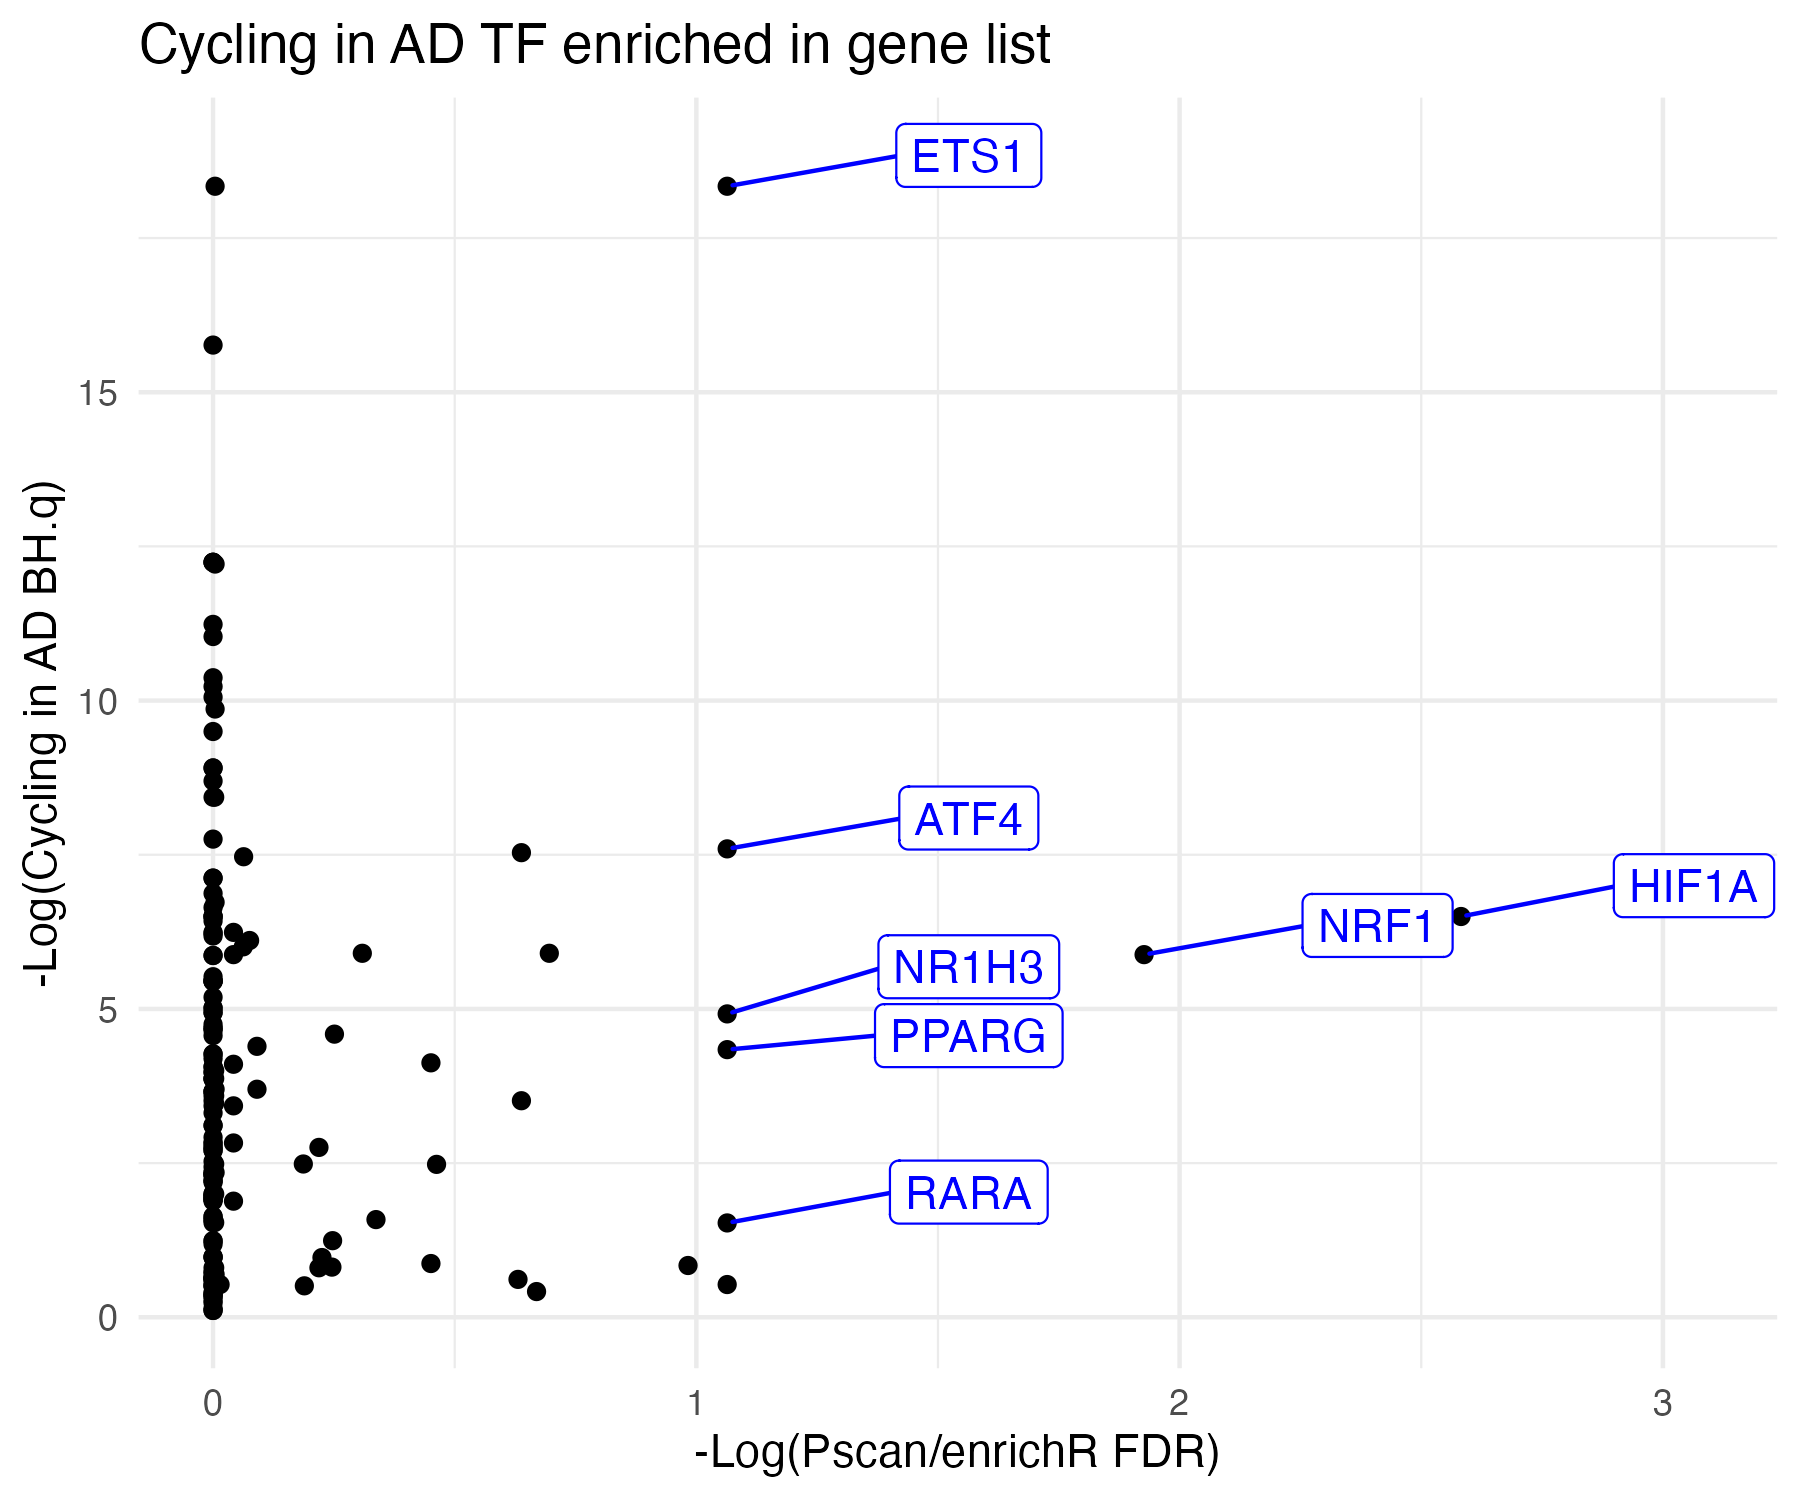 Cycling in AD TF enriched in gene list
ETS1
15
-Log(Cycling in AD BH.q)
10
ATF4
HIF1A
NRF1
NR1H3
5
PPARG
RARA
0
0 1 2 3
-Log(Pscan/enrichR FDR)